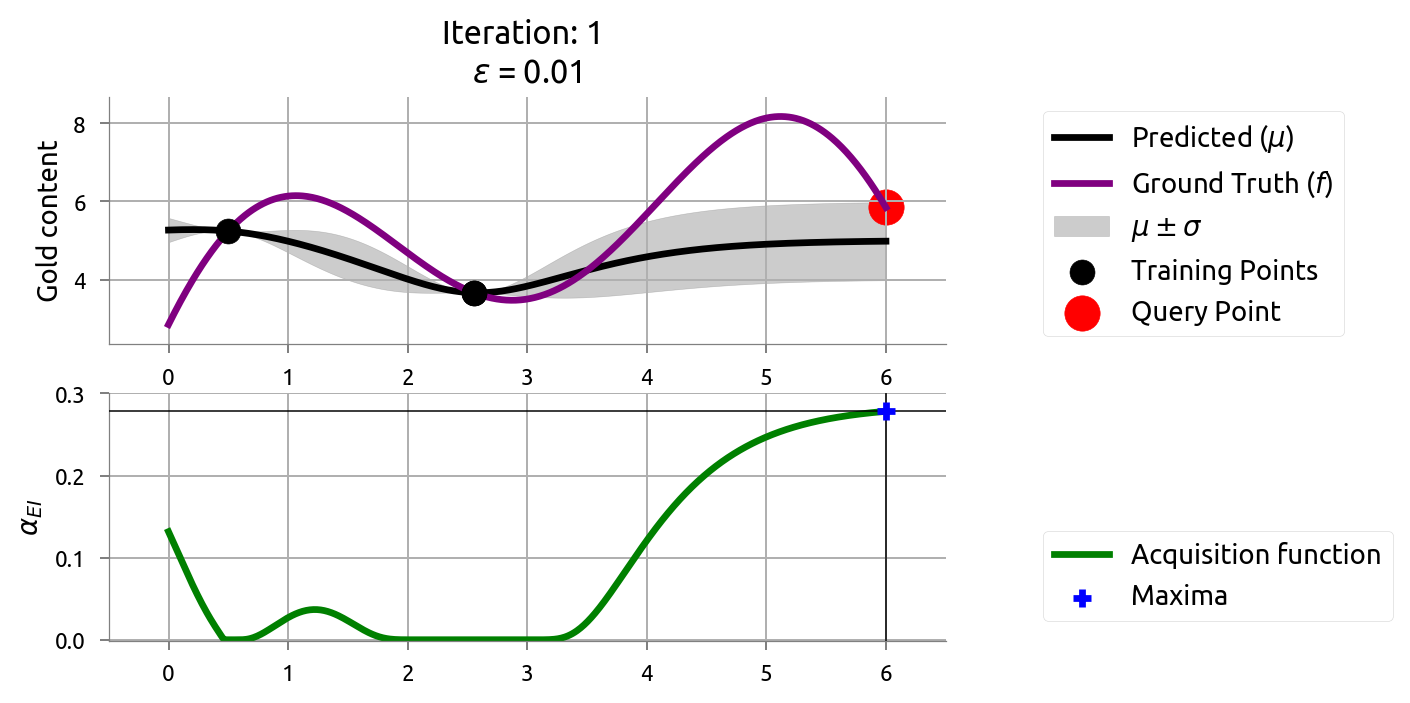 Iteration: 1
ε = 0.01
Gold content
8
6
4
0 1 2 3 4 5 6
Predicted (μ)
Ground Truth (f)
μ ± σ
Training Points
Query Point
α_EI
0.3
0.2
0.1
0.0
0 1 2 3 4 5 6
Acquisition function
Maxima